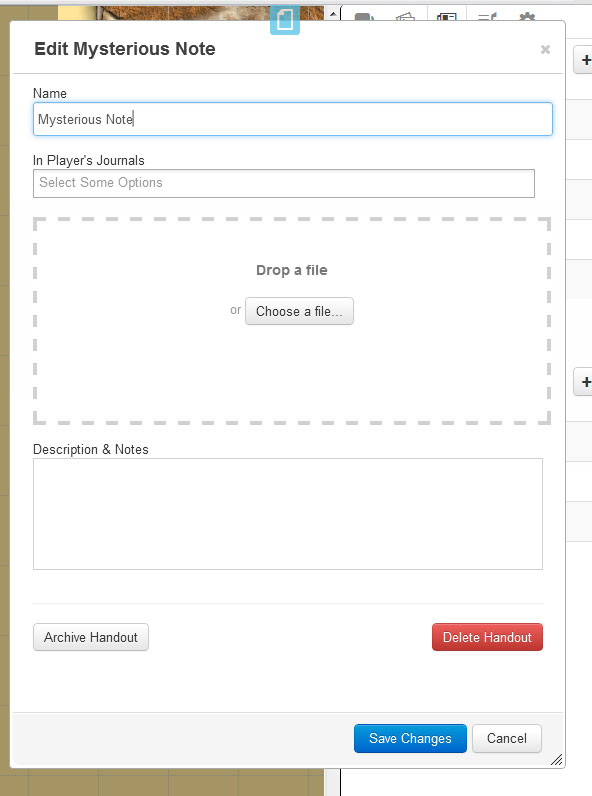 Edit Mysterious Note
Name
Mysterious Note
In Player's Journals
Select Some Options
Drop a file
or Choose a file...
Description & Notes
Archive Handout Delete Handout
Save Changes Cancel